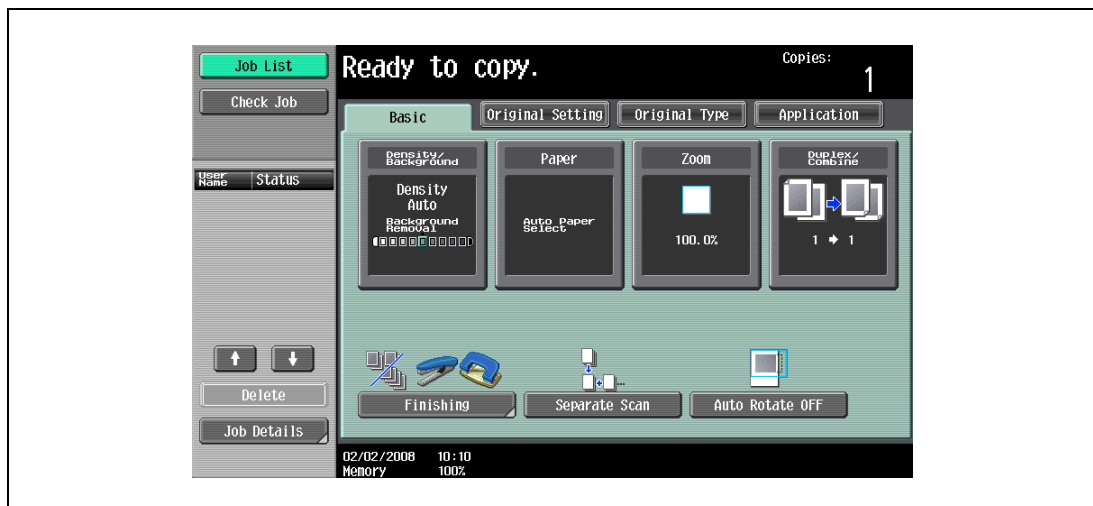 Job List
Check Job
User
Name
Status
Delete
Job Details
Ready to copy.
Copies:
1
Basic
Original Setting
Original Type
Application
Density/
Background
Density
Auto
Background
Removal
Paper
Auto Paper
Select
Zoom
100.0%
Duplex/
Combine
1 ➔ 1
Finishing
Separate Scan
Auto Rotate OFF
02/02/2008 10:10
Memory 100%